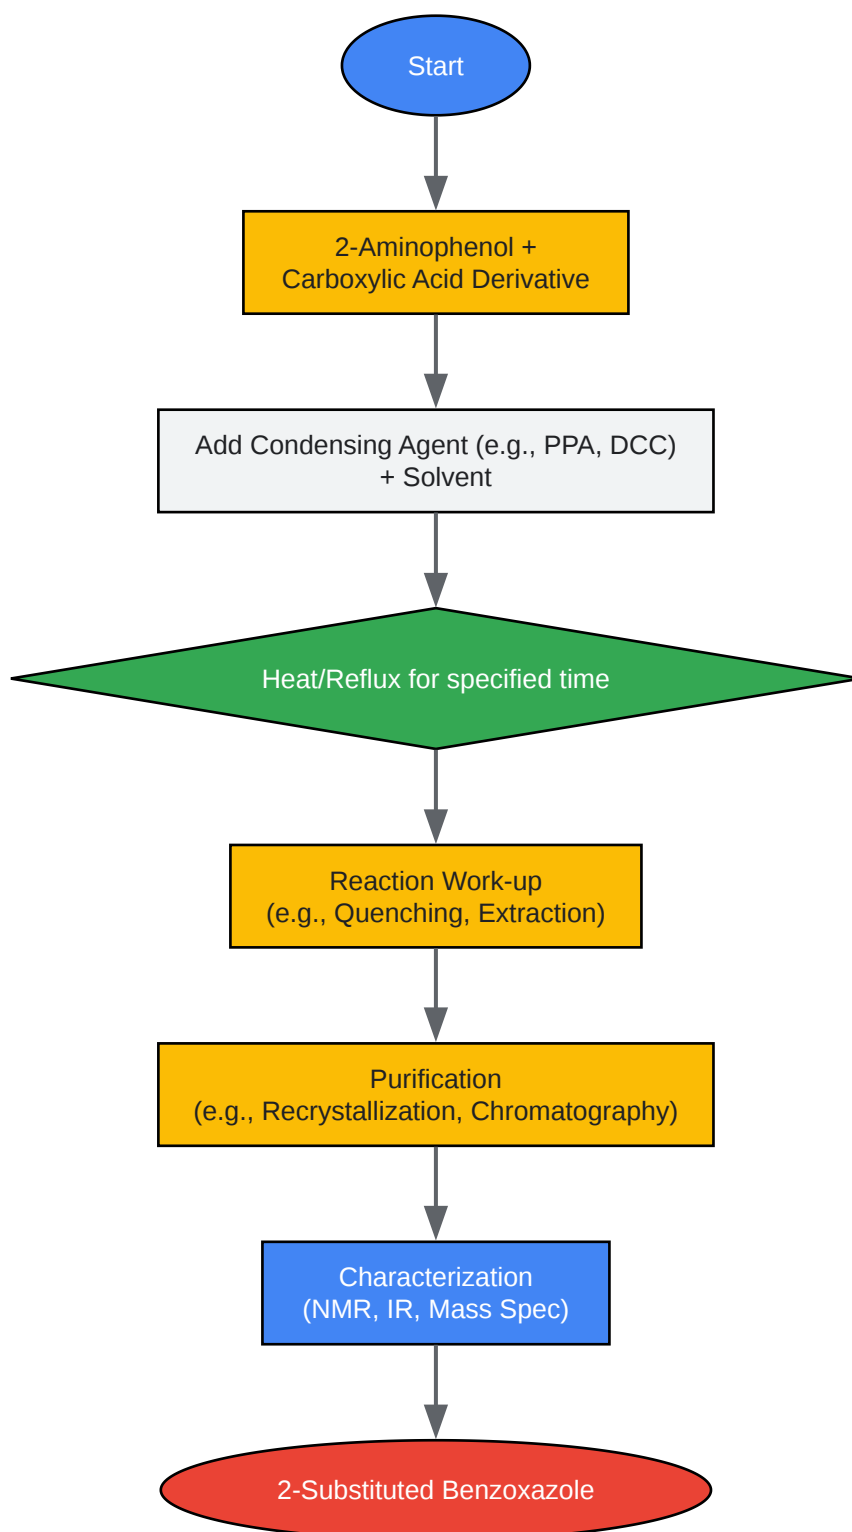 Start
2-Aminophenol +
Carboxylic Acid Derivative
Add Condensing Agent (e.g., PPA, DCC)
+ Solvent
Heat/Reflux for specified time
Reaction Work-up
(e.g., Quenching, Extraction)
Purification
(e.g., Recrystallization, Chromatography)
Characterization
(NMR, IR, Mass Spec)
2-Substituted Benzoxazole